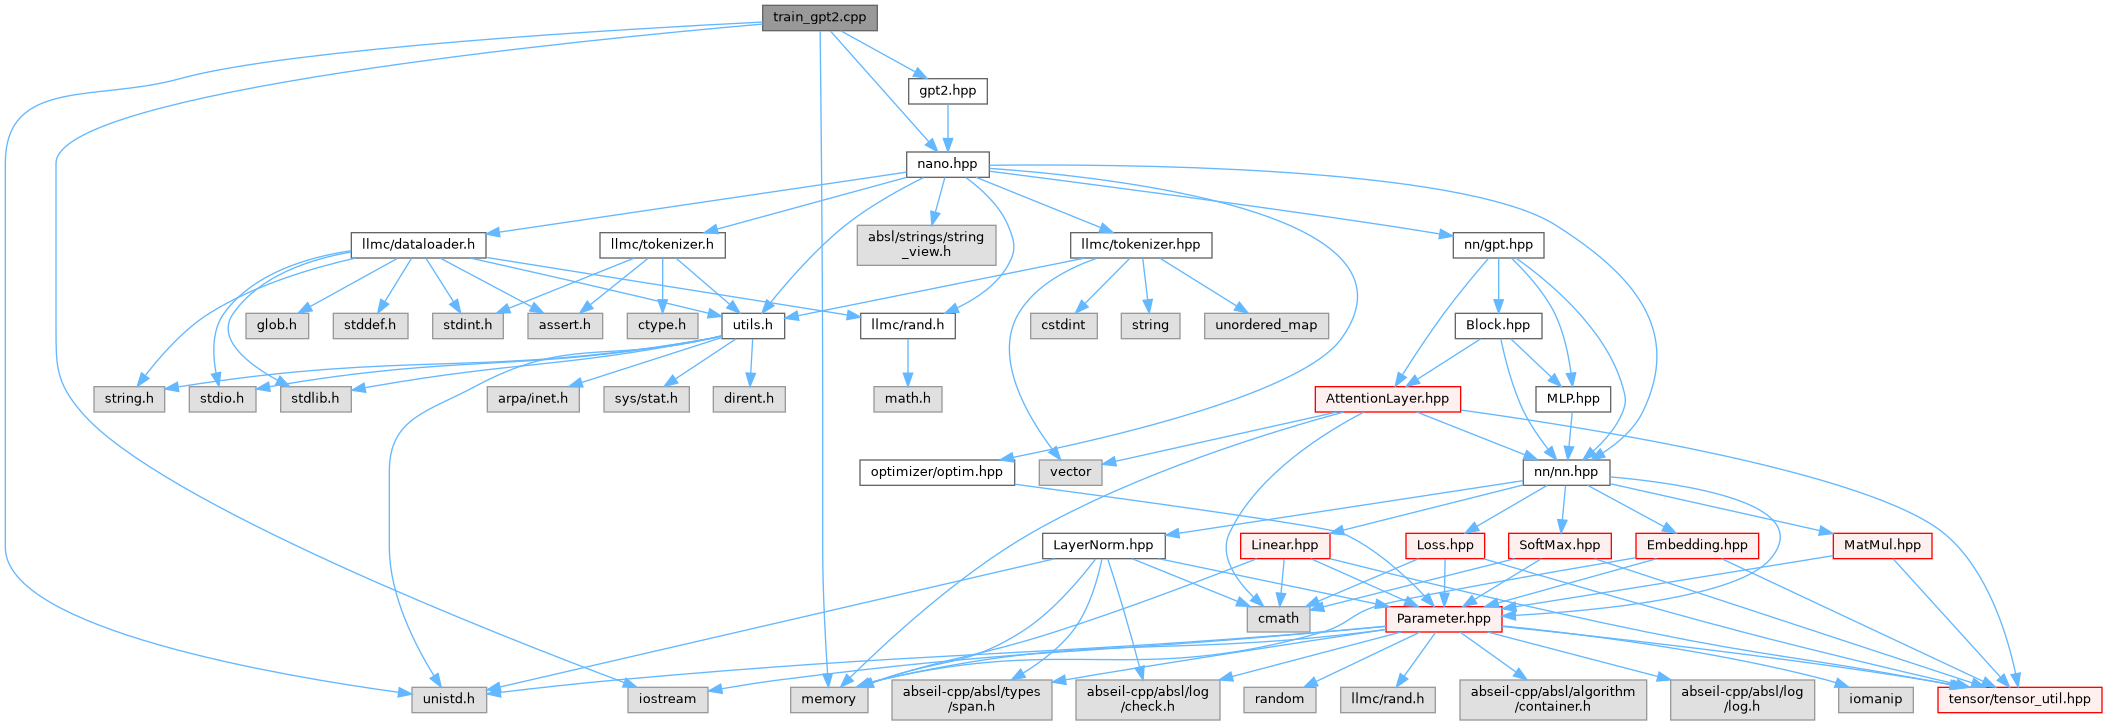 train_gpt2.cpp
gpt2.hpp
nano.hpp
llmc/dataloader.h
llmc/tokenizer.h
absl/strings/string
_view.h
llmc/tokenizer.hpp
nn/gpt.hpp
glob.h
stddef.h
stdint.h
assert.h
ctype.h
utils.h
llmc/rand.h
cstdint
string
unordered_map
Block.hpp
string.h
stdio.h
stdlib.h
arpa/inet.h
sys/stat.h
dirent.h
math.h
AttentionLayer.hpp
MLP.hpp
optimizer/optim.hpp
vector
nn/nn.hpp
LayerNorm.hpp
Linear.hpp
Loss.hpp
SoftMax.hpp
Embedding.hpp
MatMul.hpp
cmath
Parameter.hpp
unistd.h
iostream
memory
abseil-cpp/absl/types
/span.h
abseil-cpp/absl/log
/check.h
random
llmc/rand.h
abseil-cpp/absl/algorithm
/container.h
abseil-cpp/absl/log
/log.h
iomanip
tensor/tensor_util.hpp